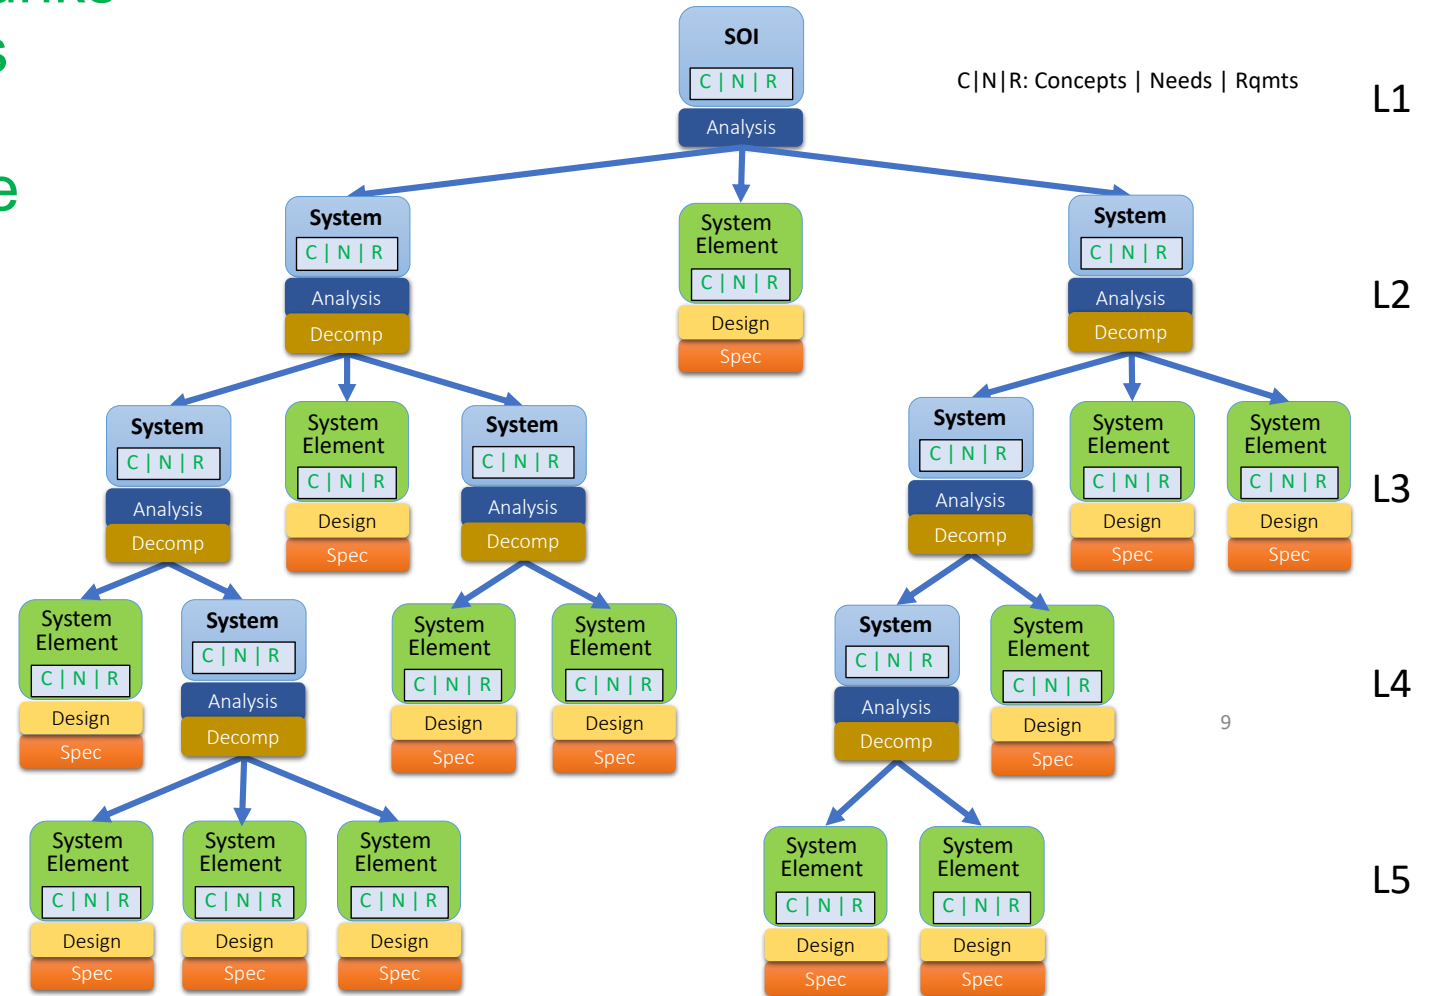 SOI
C | N | R
Analysis
C|N|R: Concepts | Needs | Rqmts
L1
System
C | N | R
Analysis
Decomp
System
Element
C | N | R
Design
Spec
System
C | N | R
Analysis
Decomp
L2
System
C | N | R
Analysis
Decomp
System
Element
C | N | R
Design
Spec
System
C | N | R
Analysis
Decomp
System
C | N | R
Analysis
Decomp
System
Element
C | N | R
Design
Spec
System
Element
C | N | R
Design
Spec
L3
System
Element
C | N | R
Design
Spec
System
C | N | R
Analysis
Decomp
System
Element
C | N | R
Design
Spec
System
Element
C | N | R
Design
Spec
System
C | N | R
Analysis
Decomp
System
Element
C | N | R
Design
Spec
L4
9
System
Element
C | N | R
Design
Spec
System
Element
C | N | R
Design
Spec
System
Element
C | N | R
Design
Spec
System
Element
C | N | R
Design
Spec
System
Element
C | N | R
Design
Spec
L5